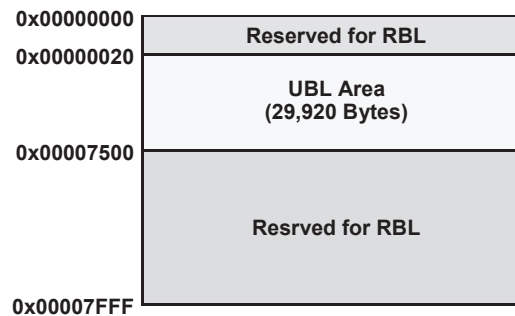 0x00000000
Reserved for RBL
0x00000020
UBL Area
(29,920 Bytes)
0x00007500
Resrved for RBL
0x00007FFF